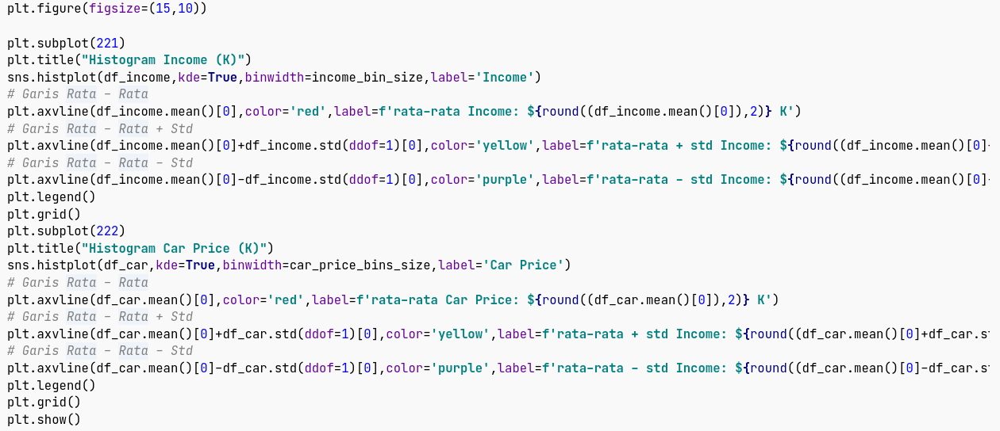 plt.figure(figsize=(15,10))
plt.subplot(221)
plt.title("Histogram Income (K)")
sns.histplot(df_income,kde=True,binwidth=income_bin_size,label='Income')
# Garis Rata - Rata
plt.axvline(df_income.mean()[0],color='red',label=f'rata-rata Income: ${round((df_income.mean()[0]),2)} K')
# Garis Rata - Rata + Std
plt.axvline(df_income.mean()[0]+df_income.std(ddof=1)[0],color='yellow',label=f'rata-rata + std Income: ${round((df_income.mean()[0]
# Garis Rata - Rata - Std
plt.axvline(df_income.mean()[0]-df_income.std(ddof=1)[0],color='purple',label=f'rata-rata - std Income: ${round((df_income.mean()[0]
plt.legend()
plt.grid()
plt.subplot(222)
plt.title("Histogram Car Price (K)")
sns.histplot(df_car,kde=True,binwidth=car_price_bins_size,label='Car Price')
# Garis Rata - Rata
plt.axvline(df_car.mean()[0],color='red',label=f'rata-rata Car Price: ${round((df_car.mean()[0]),2)} K')
# Garis Rata - Rata + Std
plt.axvline(df_car.mean()[0]+df_car.std(ddof=1)[0],color='yellow',label=f'rata-rata + std Income: ${round((df_car.mean()[0]+df_car.s
# Garis Rata - Rata - Std
plt.axvline(df_car.mean()[0]-df_car.std(ddof=1)[0],color='purple',label=f'rata-rata - std Income: ${round((df_car.mean()[0]-df_car.s
plt.legend()
plt.grid()
plt.show()